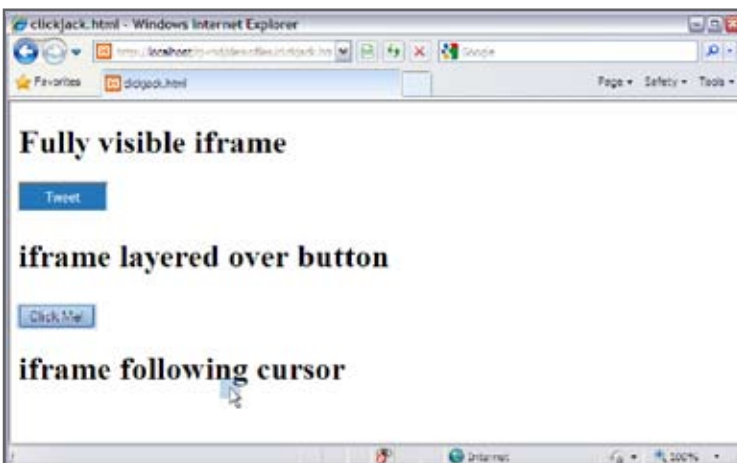 clickjack.html - Windows Internet Explorer
http://localhost
Google
Favorites clickjack.html Page Safety Tools
Fully visible iframe
Tweet
iframe layered over button
Click Me!
iframe following cursor
Internet 100%